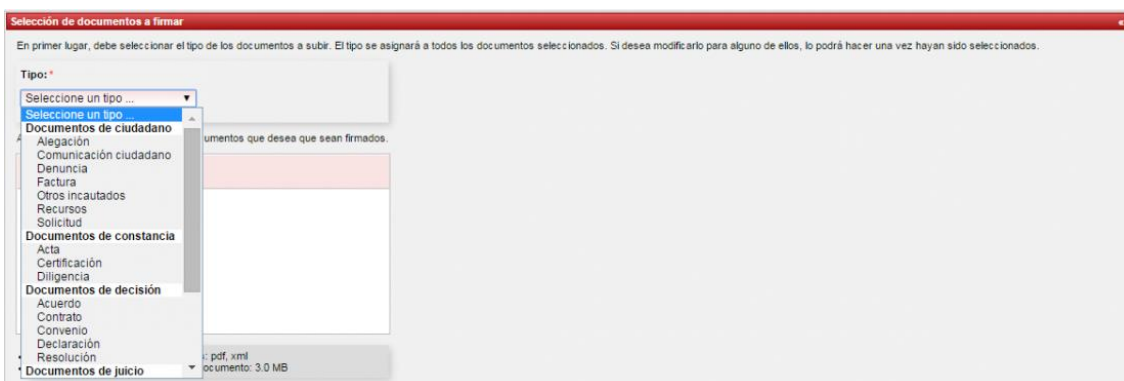 Selección de documentos a firmar
En primer lugar, debe seleccionar el tipo de los documentos a subir. El tipo se asignará a todos los documentos seleccionados. Si desea modificarlo para alguno de ellos, lo podrá hacer una vez hayan sido seleccionados.
Tipo: *
Seleccione un tipo ...
Seleccione un tipo ...
Documentos de ciudadano
Alegación
Comunicación ciudadano
Denuncia
Factura
Otros incautados
Recursos
Solicitud
Documentos de constancia
Acta
Certificación
Diligencia
Documentos de decisión
Acuerdo
Contrato
Convenio
Declaración
Resolución
Documentos de juicio
umentos que desea que sean firmados.
: pdf, xml
ocumento: 3.0 MB